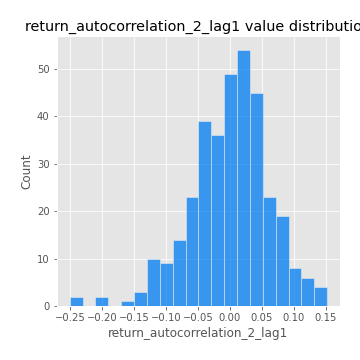 return_autocorrelation_2_lag1 value distributio
50
40
30
20
10
0
Count
−0.25 −0.20 −0.15 −0.10 −0.05 0.00 0.05 0.10 0.15
return_autocorrelation_2_lag1